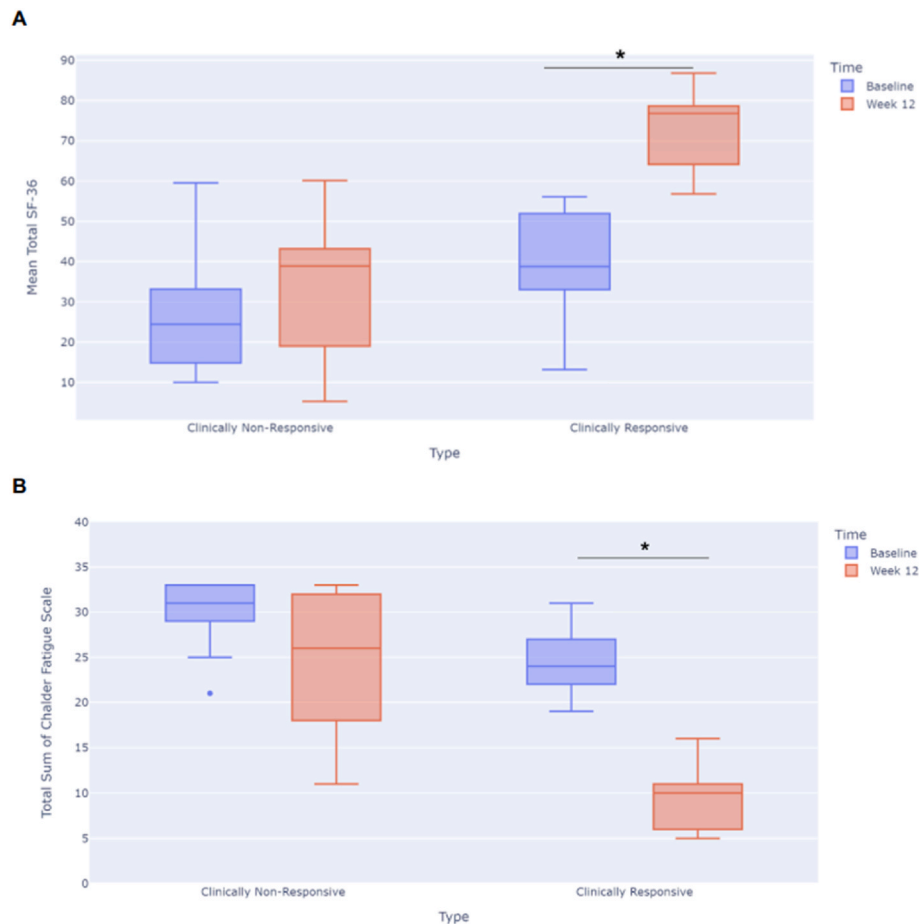 A
*
Time
Baseline
Week 12
90
80
70
60
50
40
30
20
10
Mean Total SF-36
Clinically Non-Responsive
Clinically Responsive
Type
B
*
Time
Baseline
Week 12
40
35
30
25
20
15
10
5
0
Total Sum of Chalder Fatigue Scale
Clinically Non-Responsive
Clinically Responsive
Type